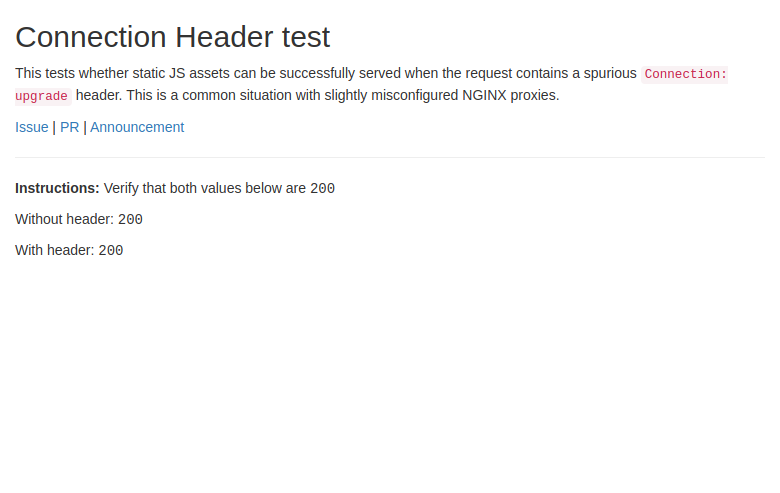 Connection Header test
This tests whether static JS assets can be successfully served when the request contains a spurious Connection:
upgrade header. This is a common situation with slightly misconfigured NGINX proxies.
Issue | PR | Announcement
Instructions: Verify that both values below are 200
Without header: 200
With header: 200